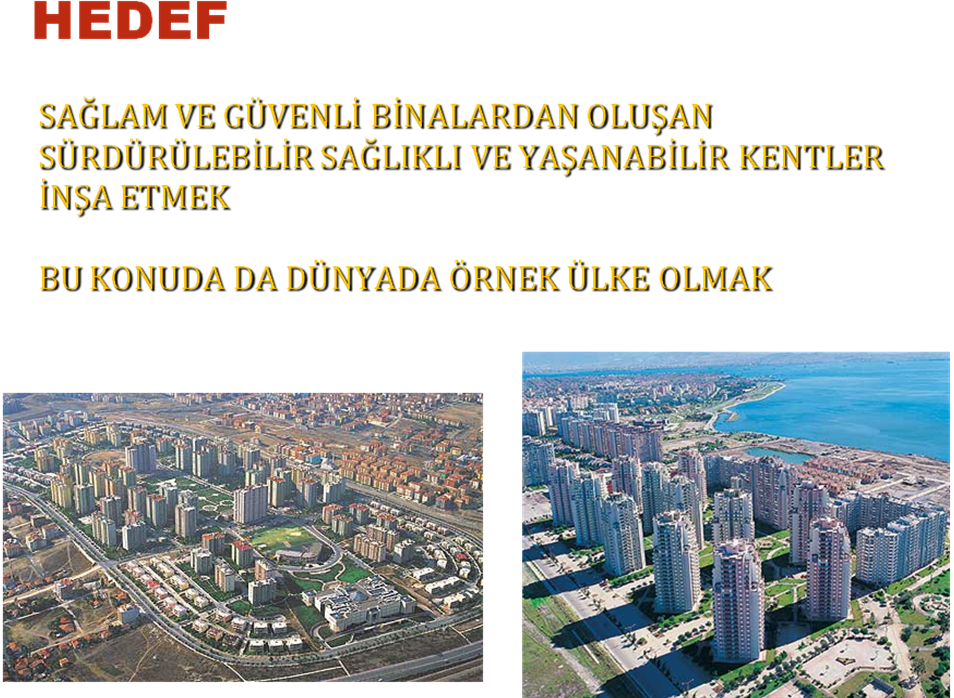 HEDEF
SAĞLAM VE GÜVENLİ BİNALARDAN OLUŞAN
SÜRDÜRÜLEBİLİR SAĞLIKLI VE YAŞANABİLİR KENTLER
İNŞA ETMEK
BU KONUDA DA DÜNYADA ÖRNEK ÜLKE OLMAK